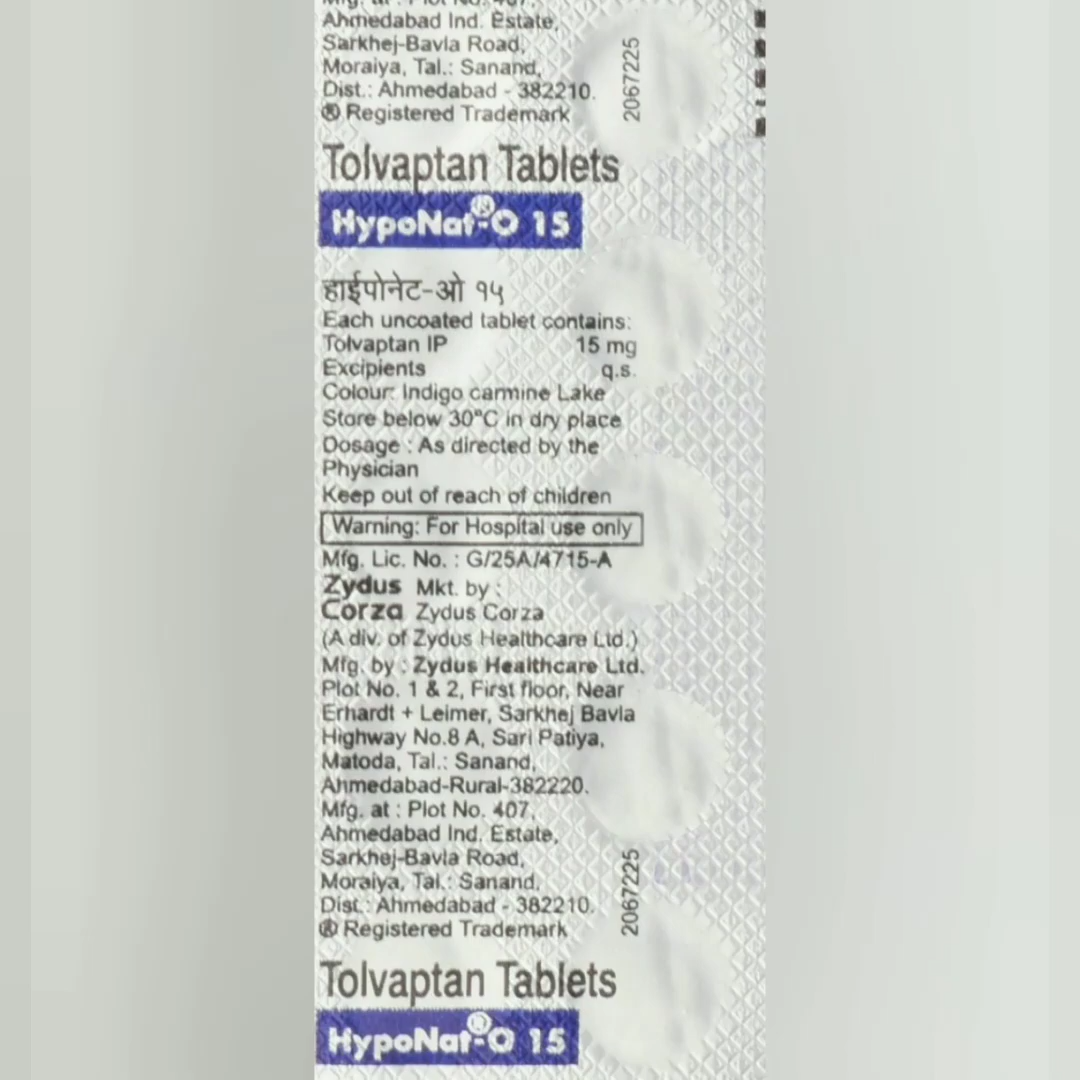 Mfg. at : Plot No. 407,
Ahmedabad Ind. Estate,
Sarkhej-Bavla Road,
Moraiya, Tal.: Sanand,
Dist.: Ahmedabad - 382210.
® Registered Trademark
2067225
Tolvaptan Tablets
HypoNat®-O 15
हाईपोनेट-ओ १५
Each uncoated tablet contains:
Tolvaptan IP 15 mg
Excipients q.s.
Colour: Indigo carmine Lake
Store below 30°C in dry place
Dosage : As directed by the
Physician
Keep out of reach of children
Warning: For Hospital use only
Mfg. Lic. No. : G/25A/4715-A
Zydus Mkt. by :
Corza Zydus Corza
(A div. of Zydus Healthcare Ltd.)
Mfg. by : Zydus Healthcare Ltd.
Plot No. 1 & 2, First floor, Near
Erhardt + Leimer, Sarkhej Bavla
Highway No.8 A, Sari Patiya,
Matoda, Tal.: Sanand,
Ahmedabad-Rural-382220.
Mfg. at : Plot No. 407,
Ahmedabad Ind. Estate,
Sarkhej-Bavla Road,
Moraiya, Tal.: Sanand,
Dist.: Ahmedabad - 382210.
® Registered Trademark
2067225
Tolvaptan Tablets
HypoNat®-O 15